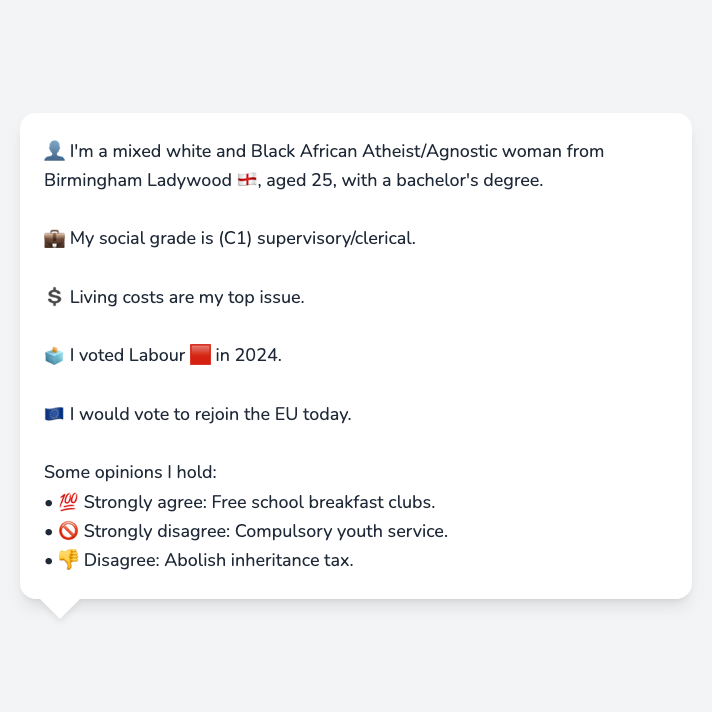 👤 I'm a mixed white and Black African Atheist/Agnostic woman from
Birmingham Ladywood 🏴󠁧󠁢󠁥󠁮󠁧󠁿, aged 25, with a bachelor's degree.
💼 My social grade is (C1) supervisory/clerical.
💲 Living costs are my top issue.
🗳️ I voted Labour 🟥 in 2024.
🇪🇺 I would vote to rejoin the EU today.
Some opinions I hold:
• 💯 Strongly agree: Free school breakfast clubs.
• 🚫 Strongly disagree: Compulsory youth service.
• 👎 Disagree: Abolish inheritance tax.